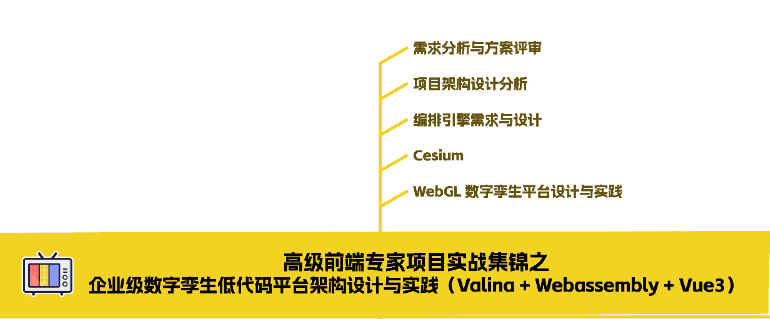 需求分析与方案评审
项目架构设计分析
编排引擎需求与设计
Cesium
WebGL 数字孪生平台设计与实践
高级前端专家项目实战集锦之
企业级数字孪生低代码平台架构设计与实践（Valina + Webassembly + Vue3）